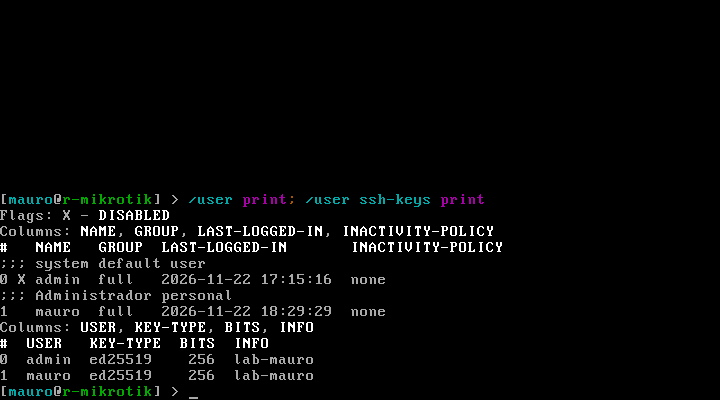 [mauro@r-mikrotik] > /user print; /user ssh-keys print
Flags: X - DISABLED
Columns: NAME, GROUP, LAST-LOGGED-IN, INACTIVITY-POLICY
#   NAME   GROUP  LAST-LOGGED-IN        INACTIVITY-POLICY
;;; system default user
0 X admin  full   2026-11-22 17:15:16  none
;;; Administrador personal
1   mauro  full   2026-11-22 18:29:29  none
Columns: USER, KEY-TYPE, BITS, INFO
#  USER   KEY-TYPE  BITS  INFO
0  admin  ed25519    256  lab-mauro
1  mauro  ed25519    256  lab-mauro
[mauro@r-mikrotik] > _